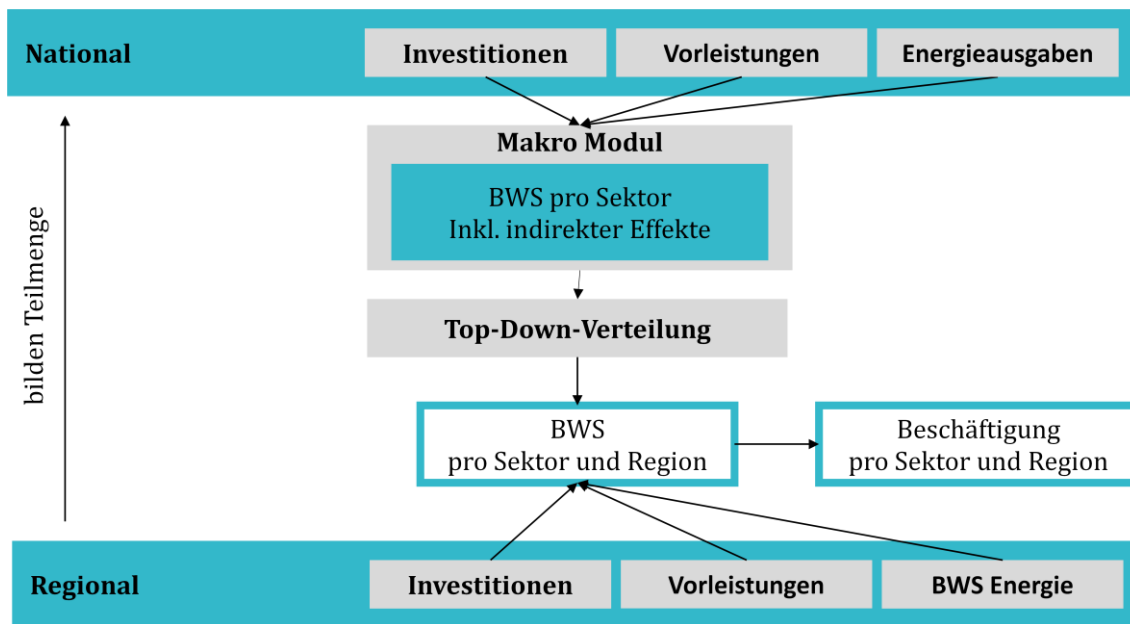 National
Investitionen
Vorleistungen
Energieausgaben
Makro Modul
BWS pro Sektor
Inkl. indirekter Effekte
bilden Teilmenge
Top-Down-Verteilung
BWS
pro Sektor und Region
Beschäftigung
pro Sektor und Region
Regional
Investitionen
Vorleistungen
BWS Energie